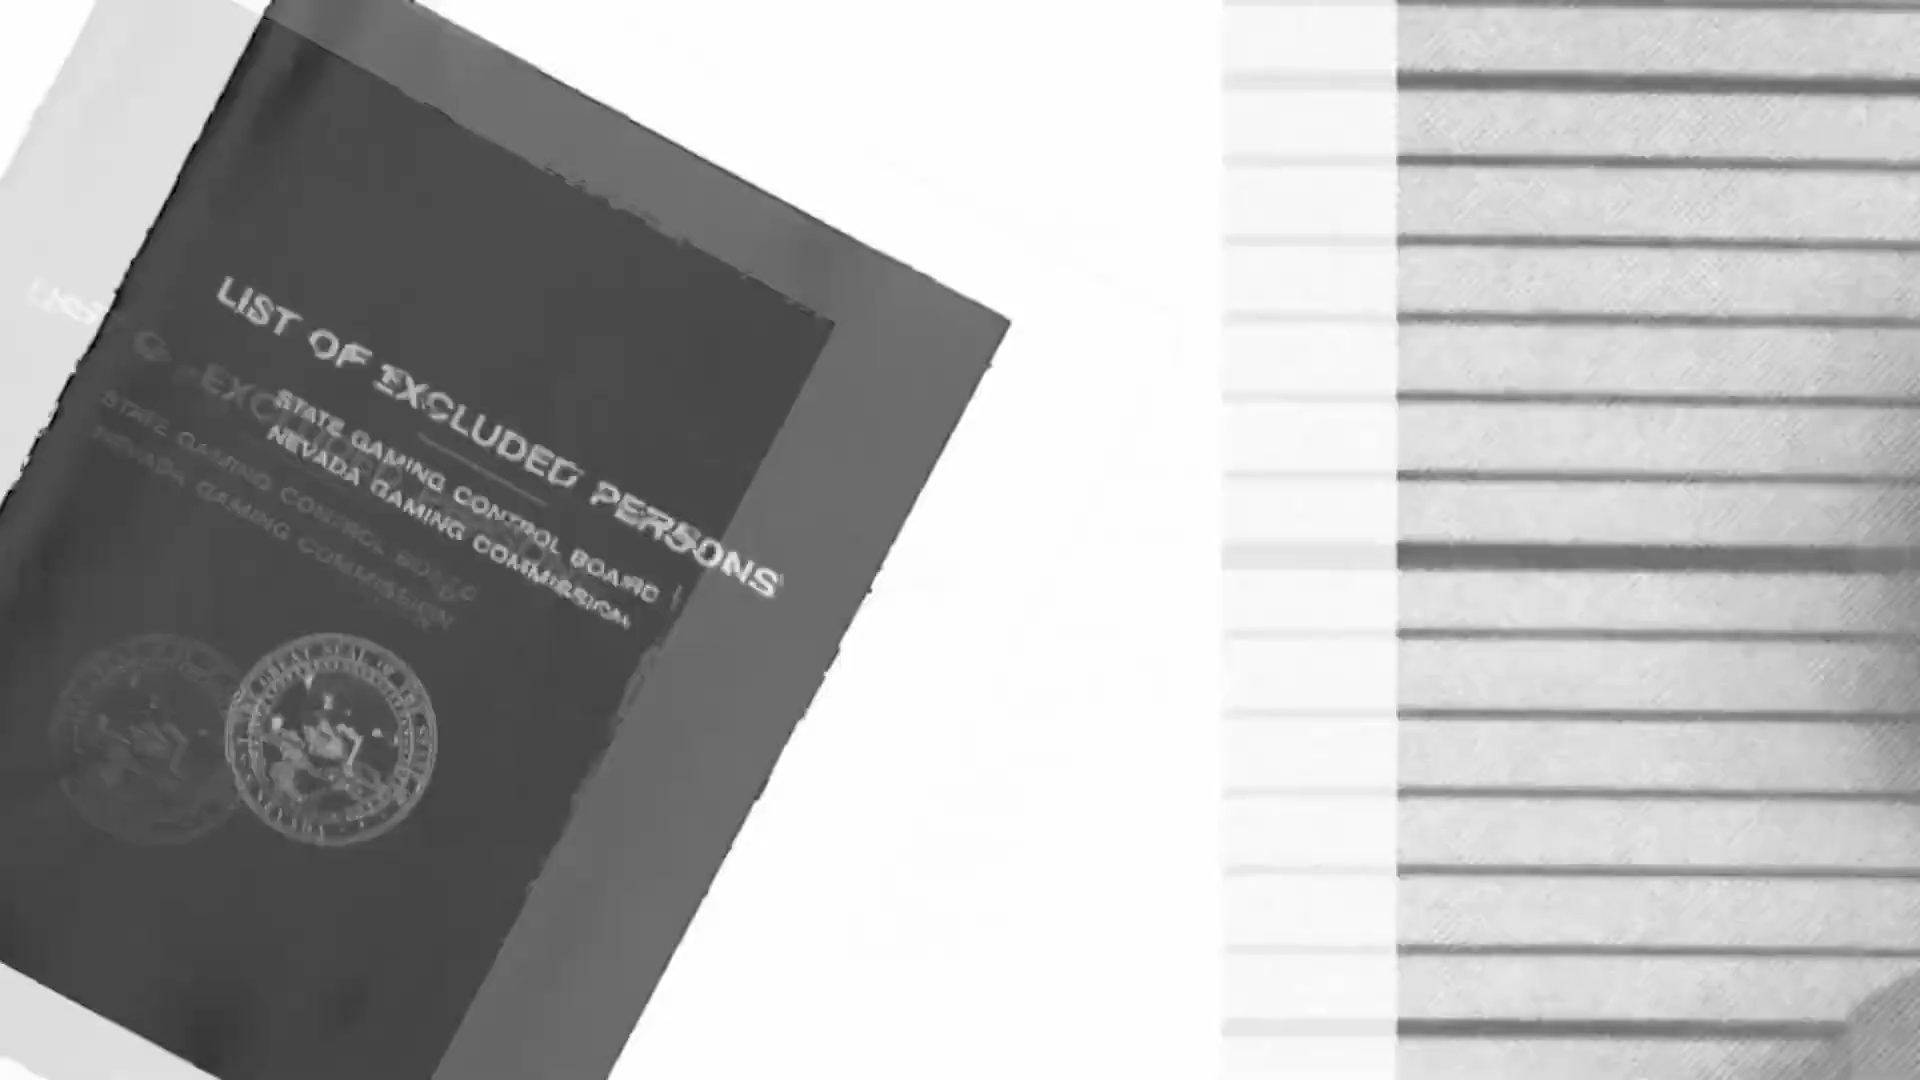 LIST OF EXCLUDED PERSONS
STATE GAMING CONTROL BOARD
NEVADA GAMING COMMISSION